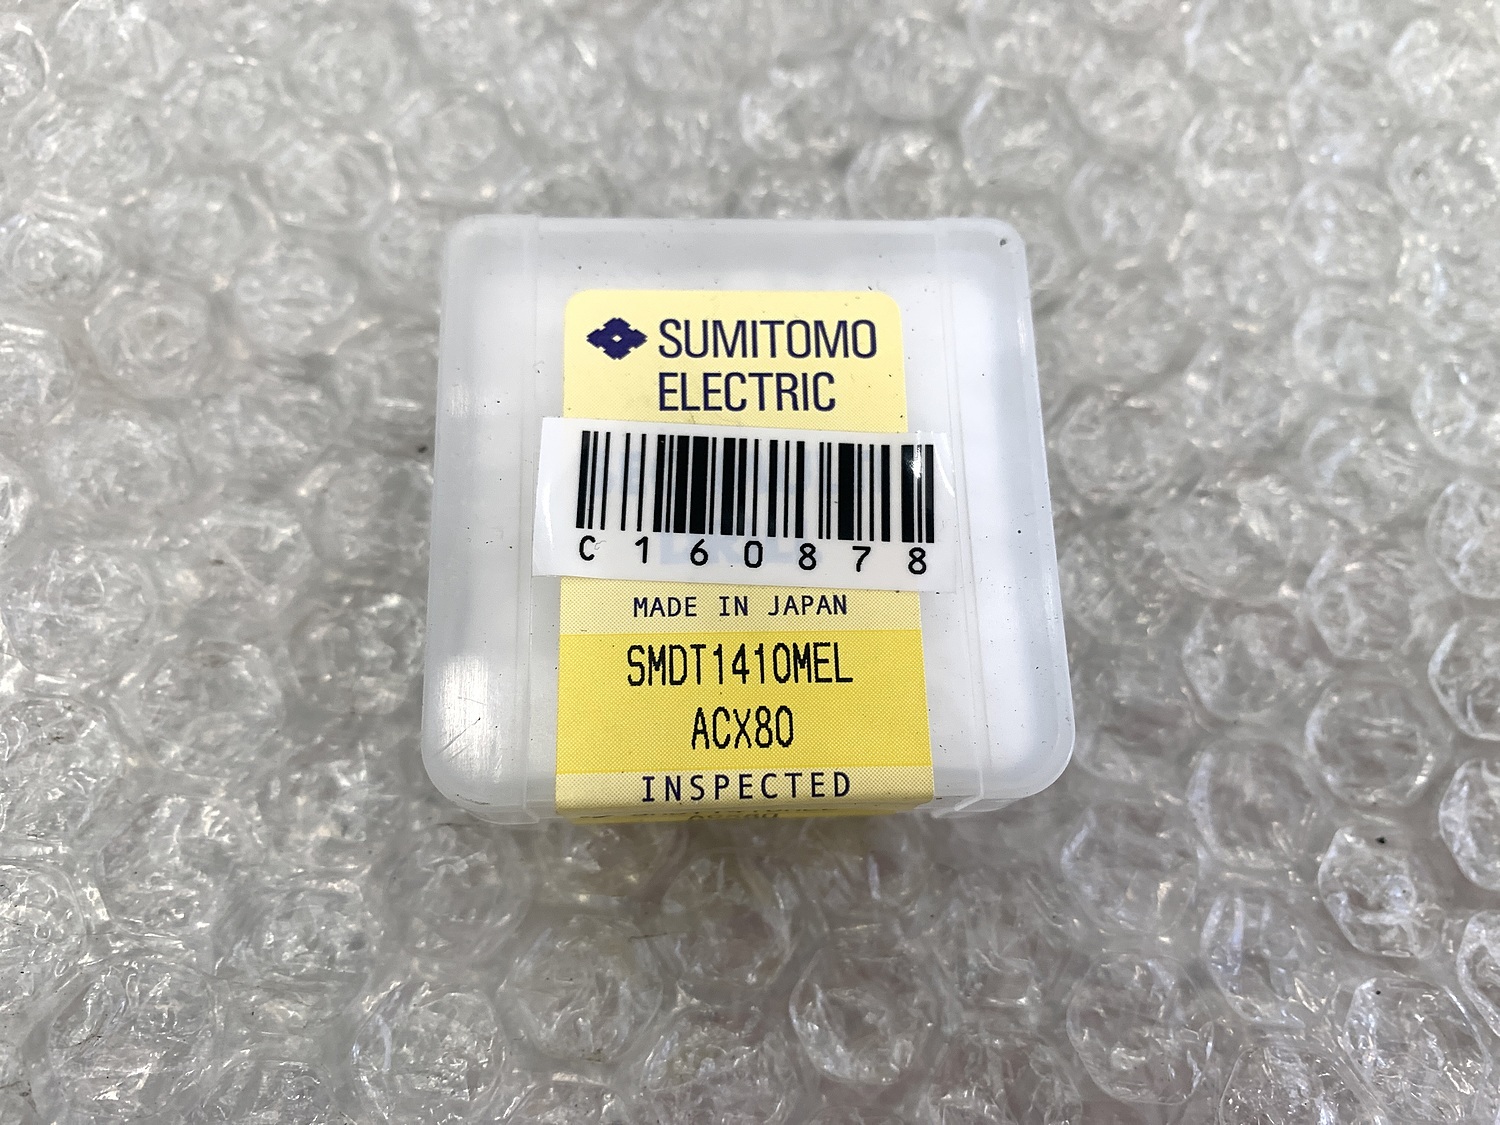 SUMITOMO
ELECTRIC
C160878
MADE IN JAPAN
SMDT1410MEL
ACX80
INSPECTED